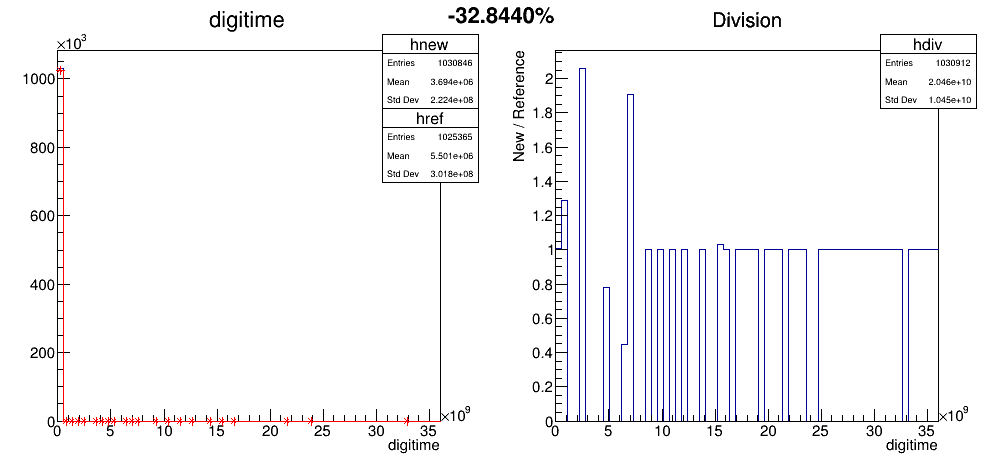 digitime
-32.8440%
Division
×10³
hnew
Entries 1030846
Mean 3.694e+06
Std Dev 2.224e+08
href
Entries 1025365
Mean 5.501e+06
Std Dev 3.018e+08
1000
800
600
400
200
0
0 5 10 15 20 25 30 35
×10⁹
digitime
hdiv
Entries 1030912
Mean 2.046e+10
Std Dev 1.045e+10
New / Reference
2
1.8
1.6
1.4
1.2
1
0.8
0.6
0.4
0.2
0
0 5 10 15 20 25 30 35
×10⁹
digitime